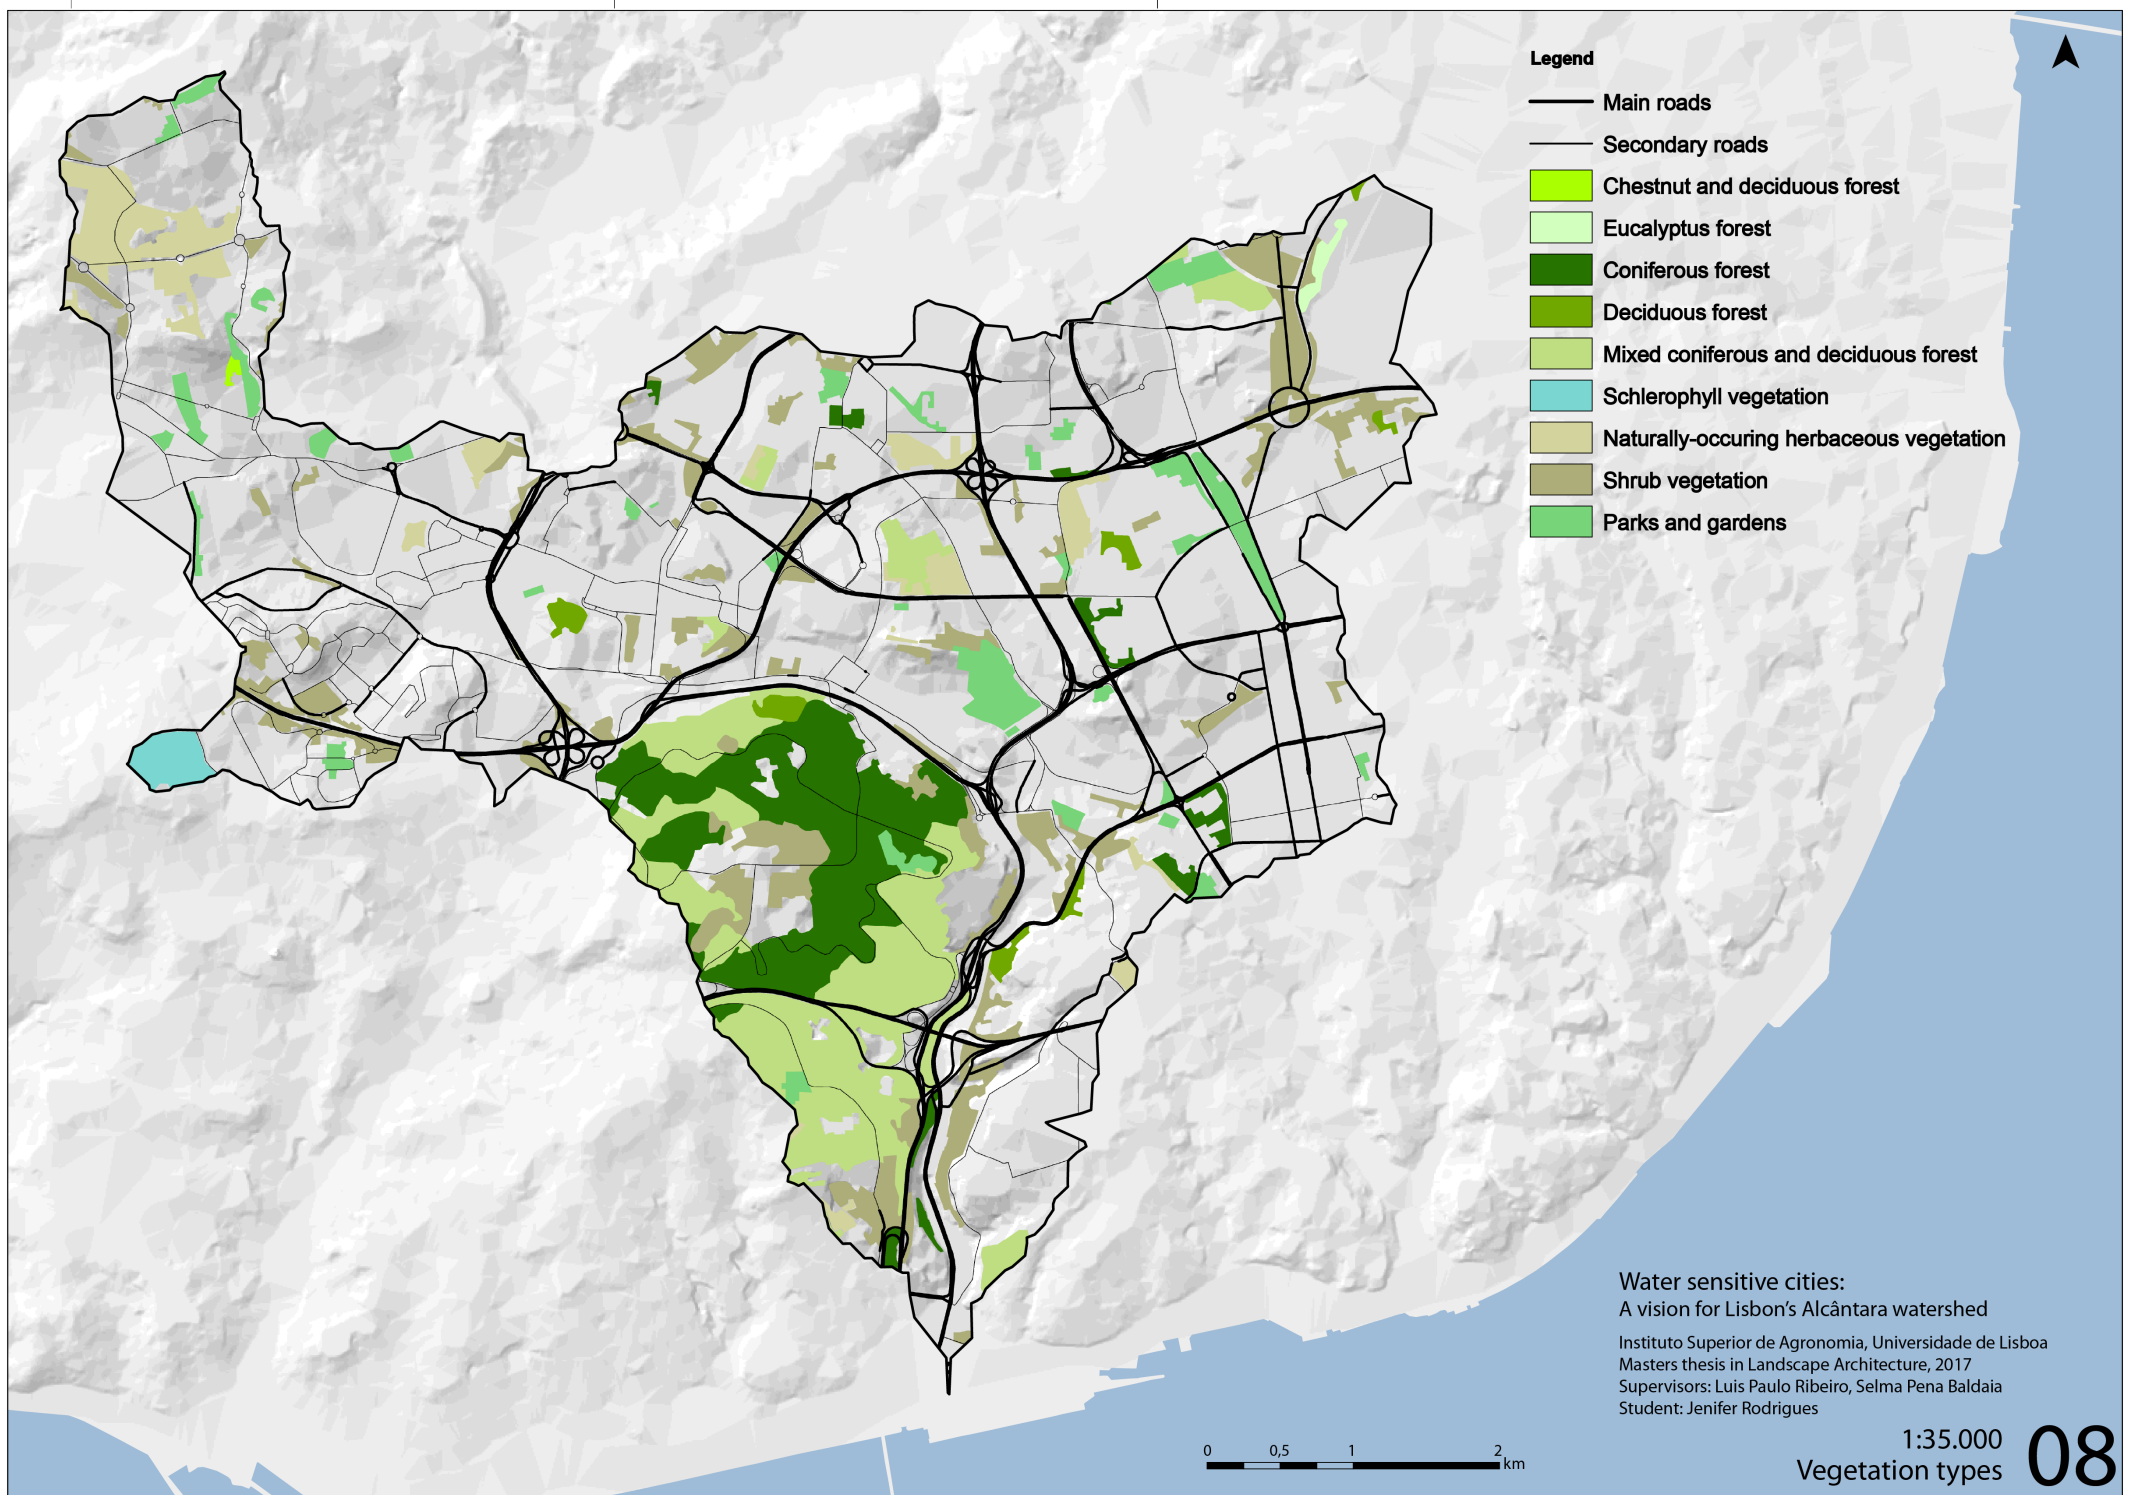 Legend
Main roads
Secondary roads
Chestnut and deciduous forest
Eucalyptus forest
Coniferous forest
Deciduous forest
Mixed coniferous and deciduous forest
Schlerophyll vegetation
Naturally-occuring herbaceous vegetation
Shrub vegetation
Parks and gardens
Water sensitive cities:
A vision for Lisbon's Alcântara watershed
Instituto Superior de Agronomia, Universidade de Lisboa
Masters thesis in Landscape Architecture, 2017
Supervisors: Luis Paulo Ribeiro, Selma Pena Baldaia
Student: Jenifer Rodrigues
0 0,5 1 2
km
1:35.000
Vegetation types
08